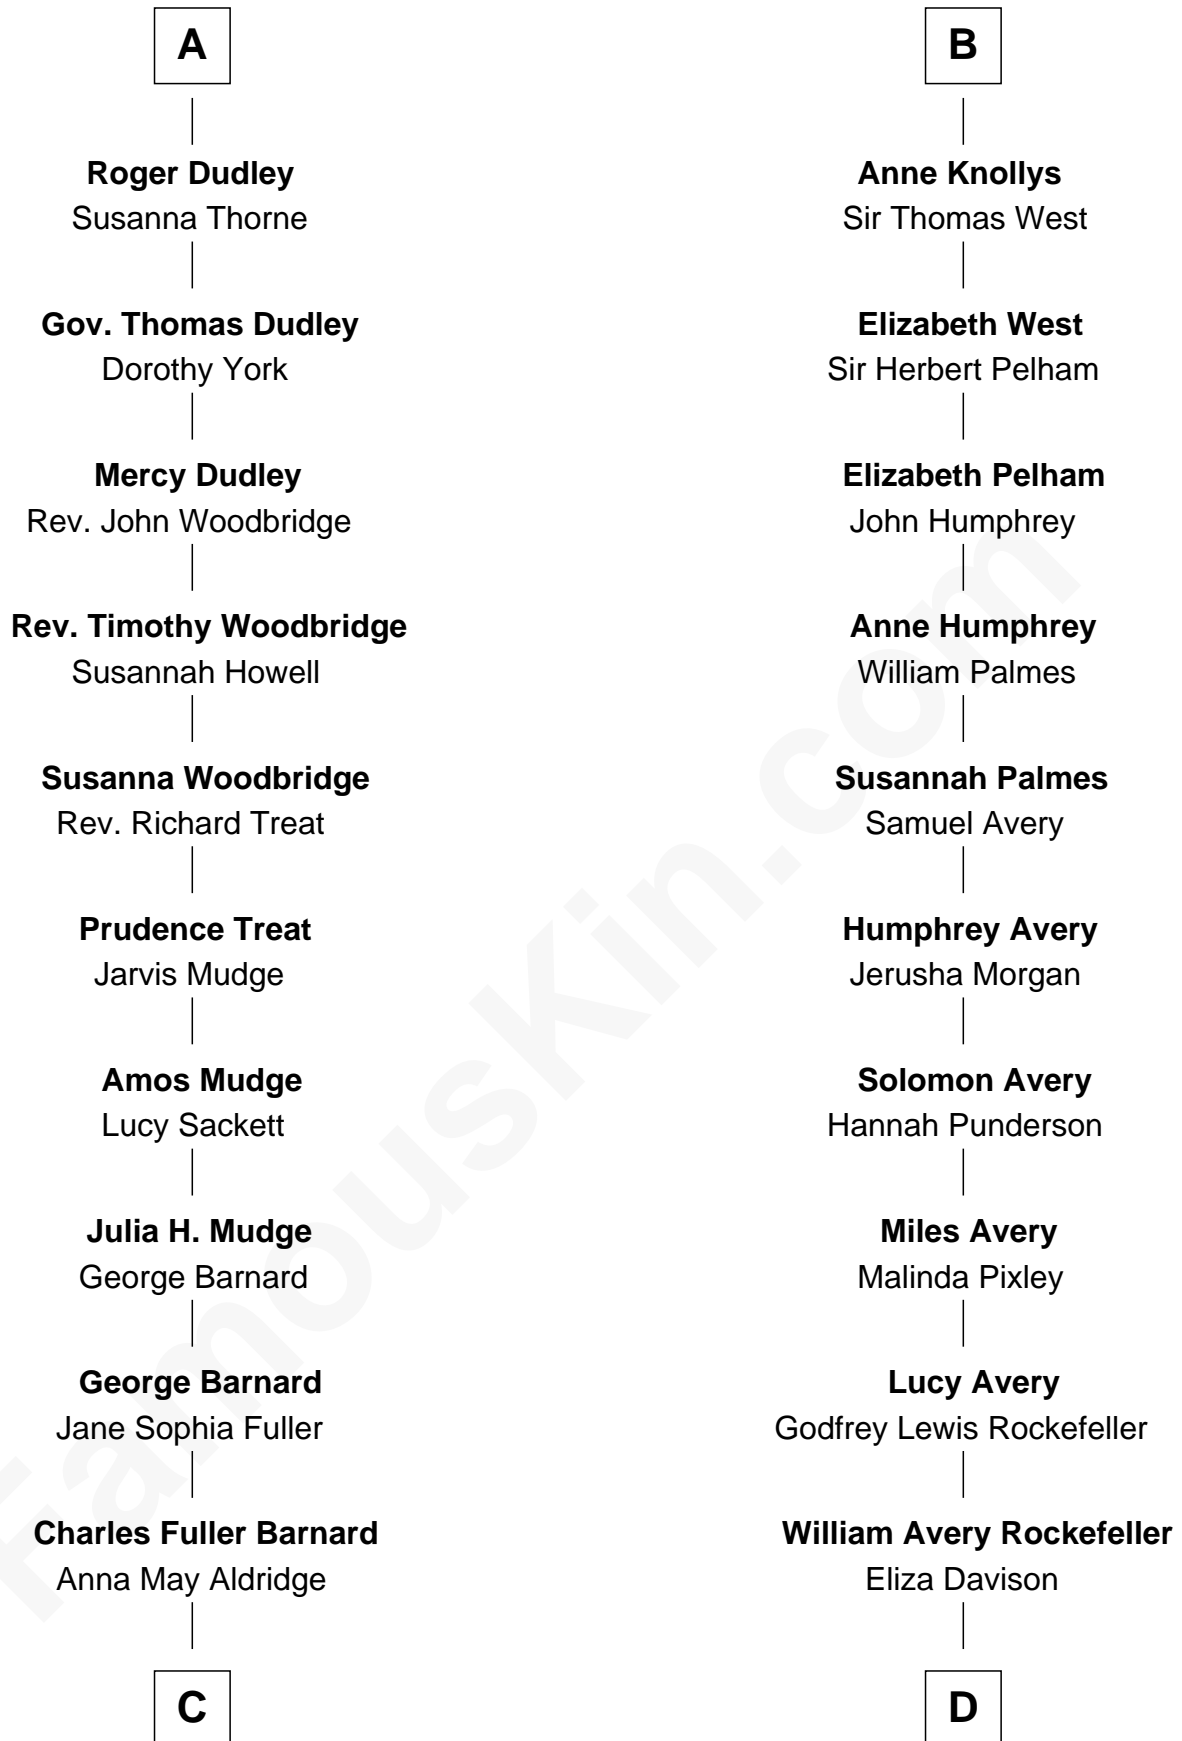 A
Roger Dudley
Susanna Thorne
Gov. Thomas Dudley
Dorothy York
Mercy Dudley
Rev. John Woodbridge
Rev. Timothy Woodbridge
Susannah Howell
Susanna Woodbridge
Rev. Richard Treat
Prudence Treat
Jarvis Mudge
Amos Mudge
Lucy Sackett
Julia H. Mudge
George Barnard
George Barnard
Jane Sophia Fuller
Charles Fuller Barnard
Anna May Aldridge
C
B
Anne Knollys
Sir Thomas West
Elizabeth West
Sir Herbert Pelham
Elizabeth Pelham
John Humphrey
Anne Humphrey
William Palmes
Susannah Palmes
Samuel Avery
Humphrey Avery
Jerusha Morgan
Solomon Avery
Hannah Punderson
Miles Avery
Malinda Pixley
Lucy Avery
Godfrey Lewis Rockefeller
William Avery Rockefeller
Eliza Davison
D
FamousKin.com